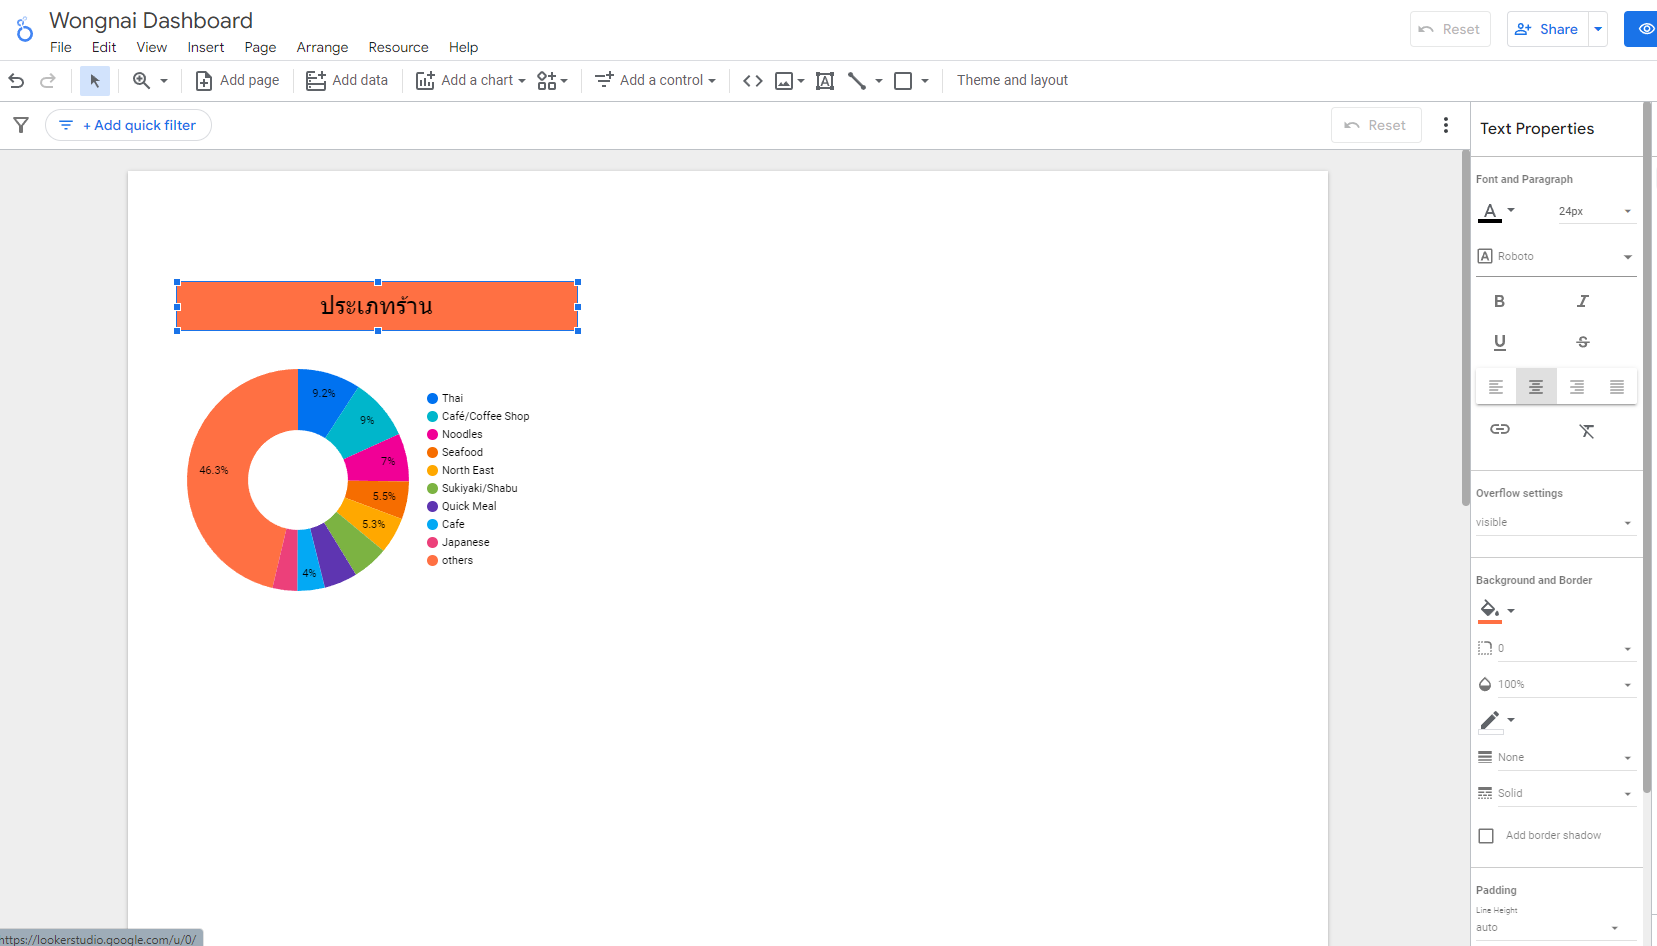 Wongnai Dashboard
File Edit View Insert Page Arrange Resource Help
Reset
Share
Add page
Add data
Add a chart
Add a control
Theme and layout
+ Add quick filter
Reset
Text Properties
Font and Paragraph
A
24px
A Roboto
B I
U S
Overflow settings
visible
Background and Border
0
100%
None
Solid
Add border shadow
Padding
Line Height
auto
ประเภทร้าน
9.2%
9%
7%
5.5%
5.3%
4%
46.3%
Thai
Café/Coffee Shop
Noodles
Seafood
North East
Sukiyaki/Shabu
Quick Meal
Cafe
Japanese
others
https://lookerstudio.google.com/u/0/